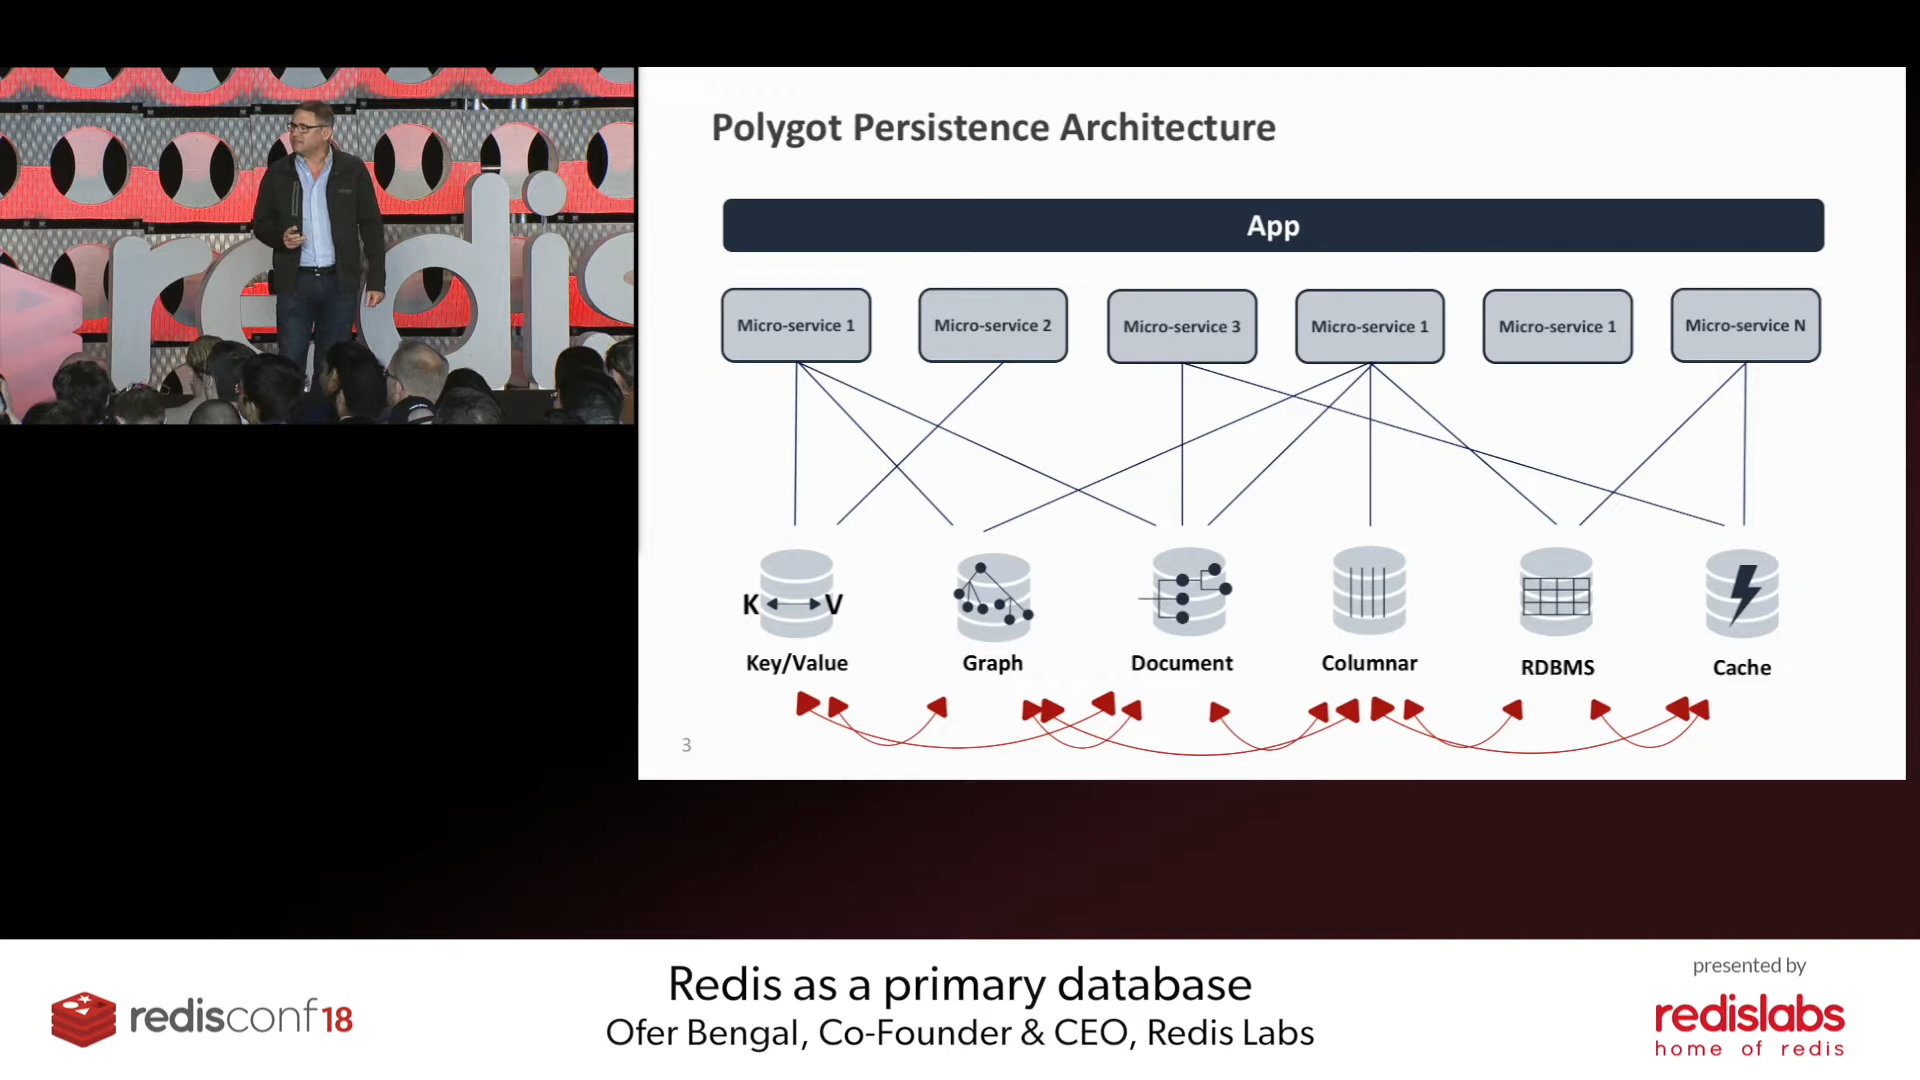 redis
Polygot Persistence Architecture
App
Micro-service 1
Micro-service 2
Micro-service 3
Micro-service 1
Micro-service 1
Micro-service N
K V
Key/Value
Graph
Document
Columnar
RDBMS
Cache
3
redisconf18
Redis as a primary database
Ofer Bengal, Co-Founder & CEO, Redis Labs
presented by
redislabs
home of redis